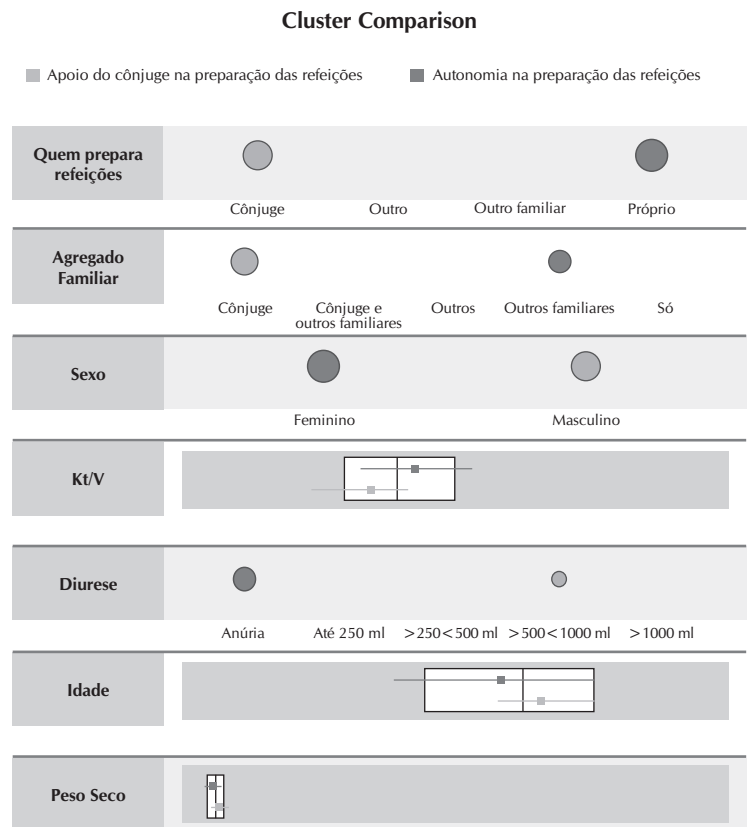 Cluster Comparison
Apoio do cônjuge na preparação das refeições
Autonomia na preparação das refeições
Quem prepara
refeições
Cônjuge
Outro
Outro familiar
Próprio
Agregado
Familiar
Cônjuge
Cônjuge e
outros familiares
Outros
Outros familiares
Só
Sexo
Feminino
Masculino
Kt/V
Diurese
Anúria
Até 250 ml
>250<500 ml
>500<1000 ml
>1000 ml
Idade
Peso Seco